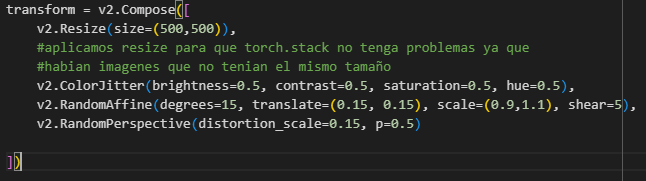 transform = v2.Compose([
    v2.Resize(size=(500,500)),
    #aplicamos resize para que torch.stack no tenga problemas ya que
    #habian imagenes que no tenian el mismo tamaño
    v2.ColorJitter(brightness=0.5, contrast=0.5, saturation=0.5, hue=0.5),
    v2.RandomAffine(degrees=15, translate=(0.15, 0.15), scale=(0.9,1.1), shear=5),
    v2.RandomPerspective(distortion_scale=0.15, p=0.5)
])